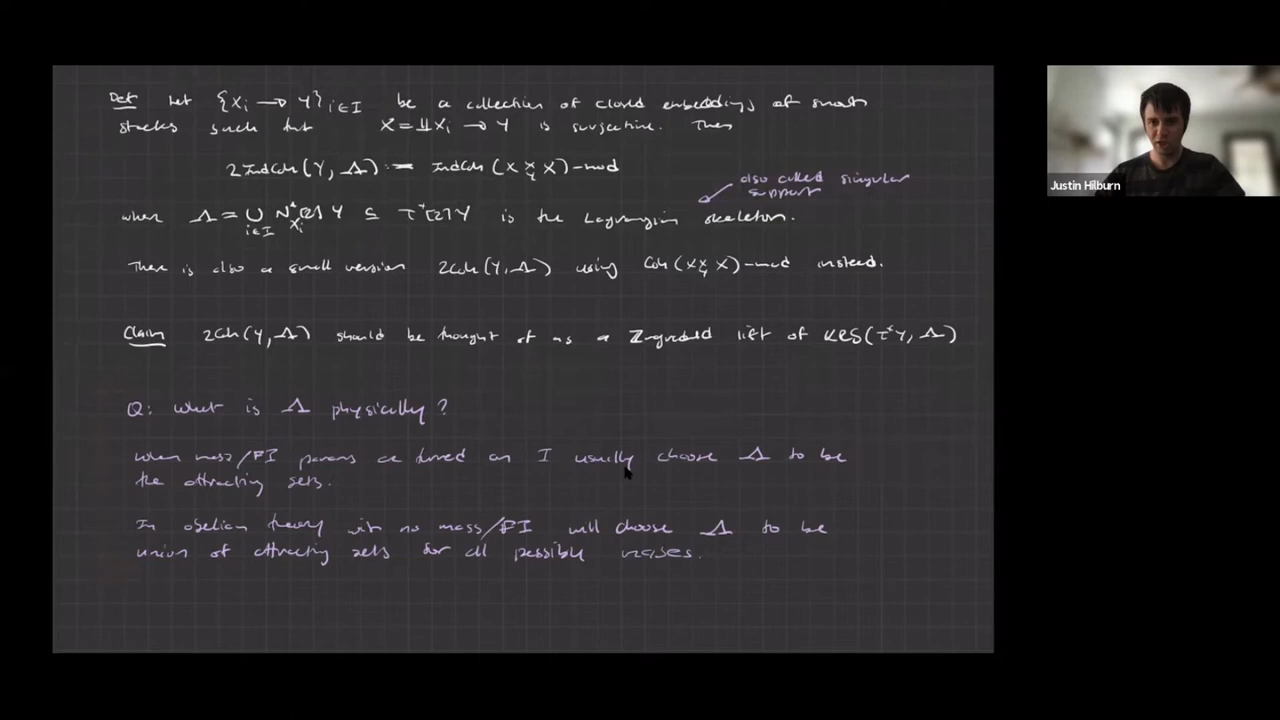 Def Let {X_i → Y}_{i∈I} be a collection of closed embeddings of smooth
stacks such that X = ⨿X_i → Y is surjective. Then
2IndCoh(Y, Λ) := IndCoh(X ×_Y X)-mod
also called singular
support
where Λ = ∪_{i∈I} N*_{X_i}[2]Y ⊆ T*[2]Y is the Lagrangian skeleton.
There is also a small version 2Coh(Y, Λ) using Coh(X ×_Y X)-mod instead.
Claim 2Coh(Y, Λ) should be thought of as a Z-graded lift of KRS(T*Y, Λ)
Q: What is Λ physically?
When mass/FI params are turned on I usually choose Λ to be
the attracting sets.
In abelian theory with no mass/FI will choose Λ to be
union of attracting sets for all possible masses.
Justin Hilburn